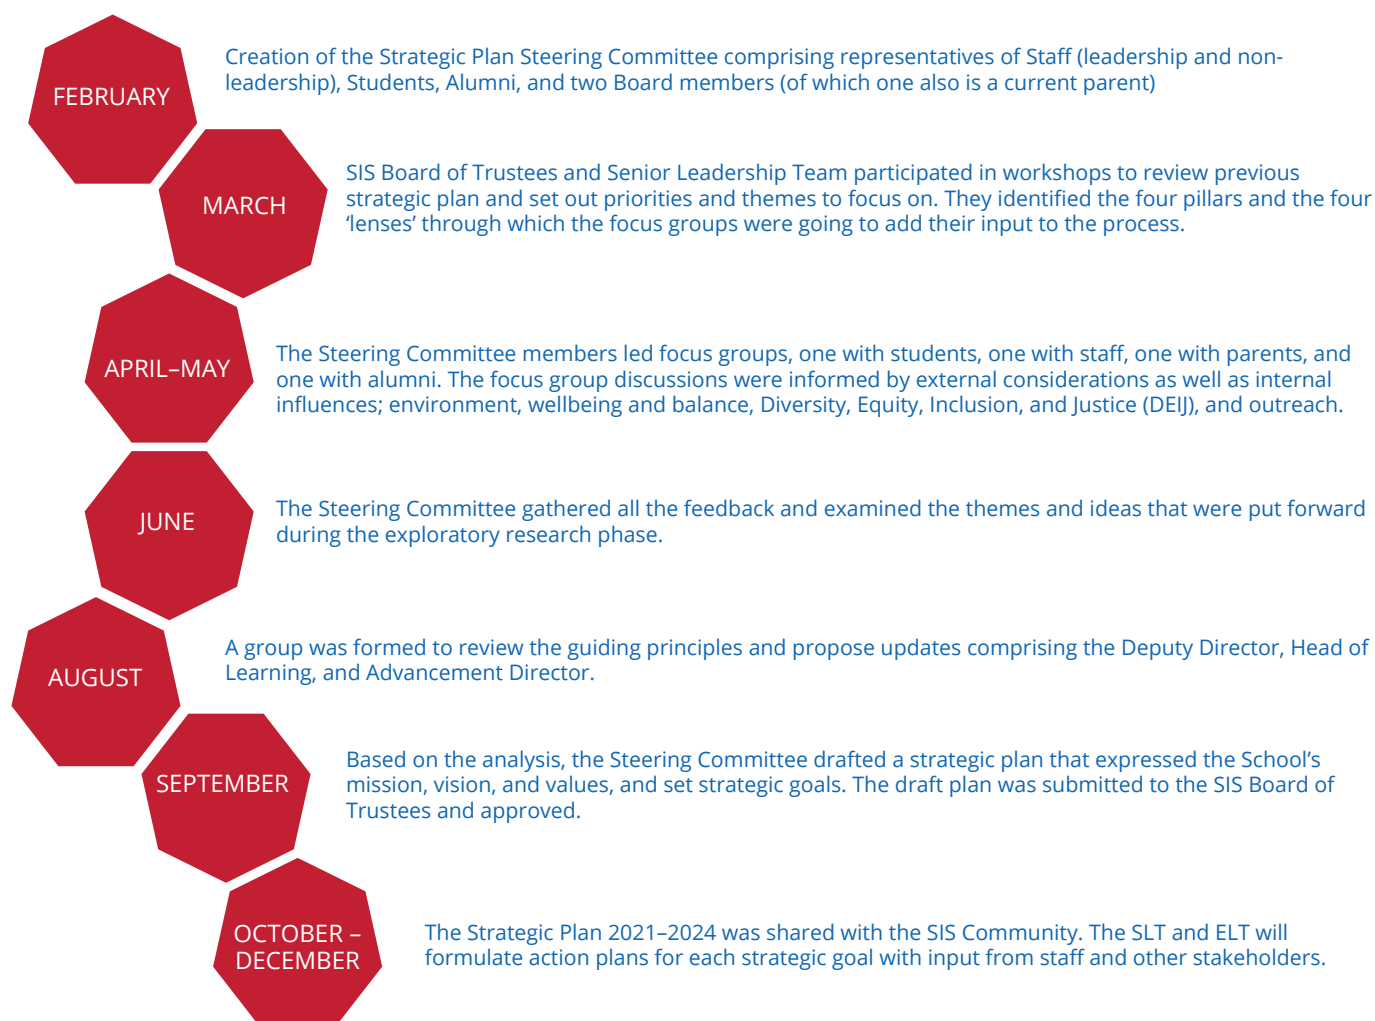 FEBRUARY
Creation of the Strategic Plan Steering Committee comprising representatives of Staff (leadership and non-
leadership), Students, Alumni, and two Board members (of which one also is a current parent)
MARCH
SIS Board of Trustees and Senior Leadership Team participated in workshops to review previous
strategic plan and set out priorities and themes to focus on. They identified the four pillars and the four
‘lenses’ through which the focus groups were going to add their input to the process.
APRIL–MAY
The Steering Committee members led focus groups, one with students, one with staff, one with parents, and
one with alumni. The focus group discussions were informed by external considerations as well as internal
influences; environment, wellbeing and balance, Diversity, Equity, Inclusion, and Justice (DEIJ), and outreach.
JUNE
The Steering Committee gathered all the feedback and examined the themes and ideas that were put forward
during the exploratory research phase.
AUGUST
A group was formed to review the guiding principles and propose updates comprising the Deputy Director, Head of
Learning, and Advancement Director.
SEPTEMBER
Based on the analysis, the Steering Committee drafted a strategic plan that expressed the School’s
mission, vision, and values, and set strategic goals. The draft plan was submitted to the SIS Board of
Trustees and approved.
OCTOBER –
DECEMBER
The Strategic Plan 2021–2024 was shared with the SIS Community. The SLT and ELT will
formulate action plans for each strategic goal with input from staff and other stakeholders.